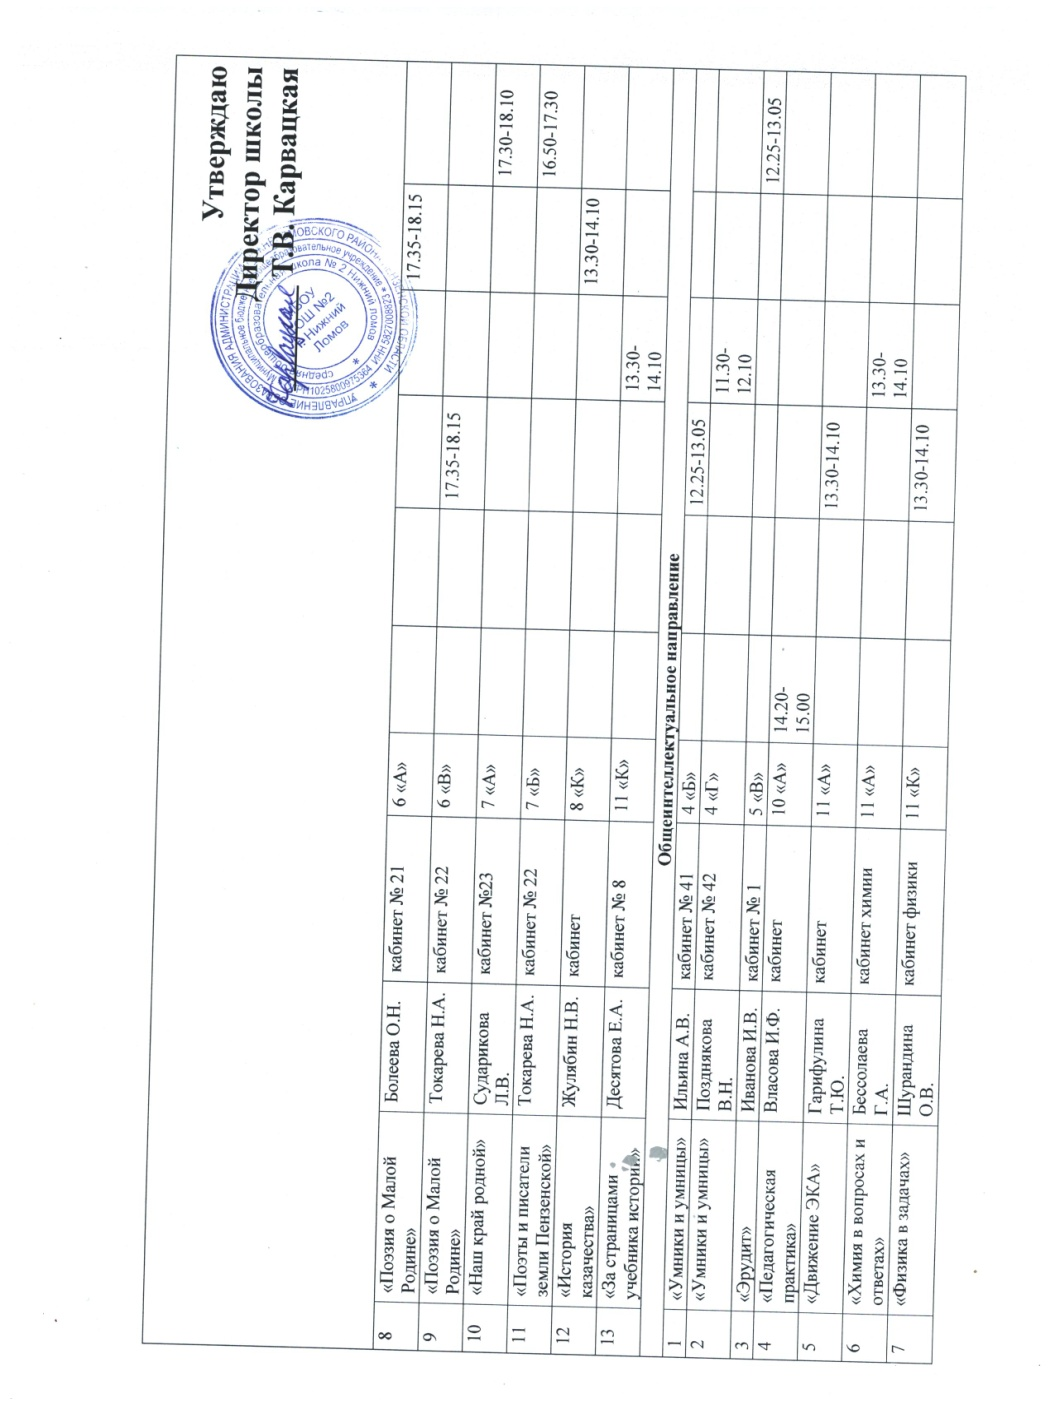 Утверждаю
Директор школы
Т.В. Карвацкая
8 «Поэзия о Малой Родине» Болеева О.Н. кабинет № 21 6 «А» 17.35-18.15
9 «Поэзия о Малой Родине» Токарева Н.А. кабинет № 22 6 «В» 17.35-18.15
10 «Наш край родной» Сударикова Л.В. кабинет №23 7 «А» 17.30-18.10
11 «Поэты и писатели земли Пензенской» Токарева Н.А. кабинет № 22 7 «Б» 16.50-17.30
12 «История казачества» Жулябин Н.В. кабинет 8 «К» 13.30-14.10
13 «За страницами учебника истории» Десятова Е.А. кабинет № 8 11 «К» 13.30-14.10
Общеинтеллектуальное направление
1 «Умники и умницы» Ильина А.В. кабинет № 41 4 «Б» 12.25-13.05
2 «Умники и умницы» Позднякова В.Н. кабинет № 42 4 «Г» 11.30-12.10
3 «Эрудит» Иванова И.В. кабинет № 1 5 «В»
4 «Педагогическая практика» Власова И.Ф. кабинет 10 «А» 14.20-15.00 12.25-13.05
5 «Движение ЭКА» Гарифулина Т.Ю. кабинет 11 «А» 13.30-14.10
6 «Химия в вопросах и ответах» Бессолаева Г.А. кабинет химии 11 «А» 13.30-14.10
7 «Физика в задачах» Шурандина О.В. кабинет физики 11 «К» 13.30-14.10